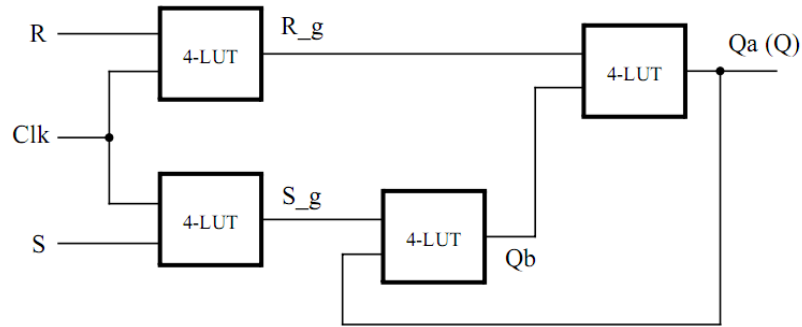 R
4-LUT
R_g
4-LUT
Qa (Q)
Clk
S
4-LUT
S_g
4-LUT
Qb